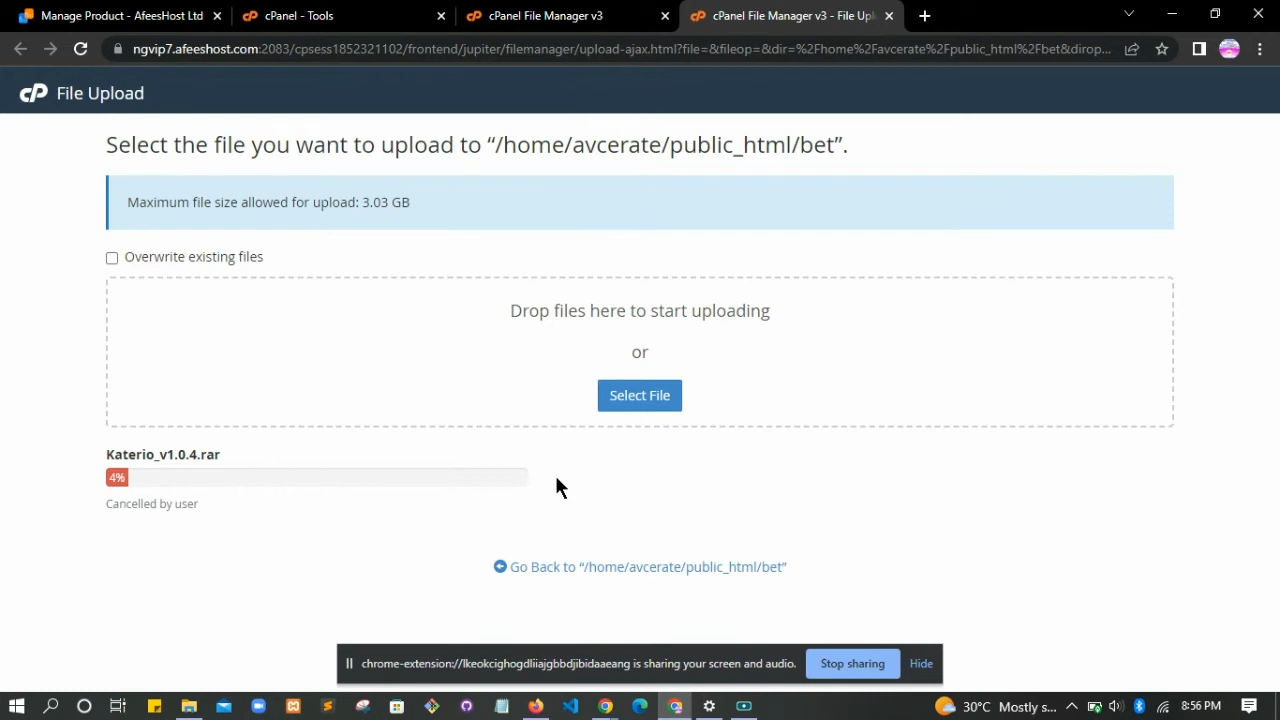 Manage Product - AfeesHost Ltd
cPanel - Tools
cPanel File Manager v3
cPanel File Manager v3 - File Upl
ngvip7.afeeshost.com:2083/cpsess1852321102/frontend/jupiter/filemanager/upload-ajax.html?file=&fileop=&dir=%2Fhome%2Favcerate%2Fpublic_html%2Fbet&dirop...
cP File Upload
Select the file you want to upload to “/home/avcerate/public_html/bet”.
Maximum file size allowed for upload: 3.03 GB
Overwrite existing files
Drop files here to start uploading
or
Select File
Katerio_v1.0.4.rar
4%
Cancelled by user
Go Back to “/home/avcerate/public_html/bet”
chrome-extension://lkeokcighogdliiajgbbdjibidaaeang is sharing your screen and audio.
Stop sharing
Hide
30°C Mostly s...
8:56 PM